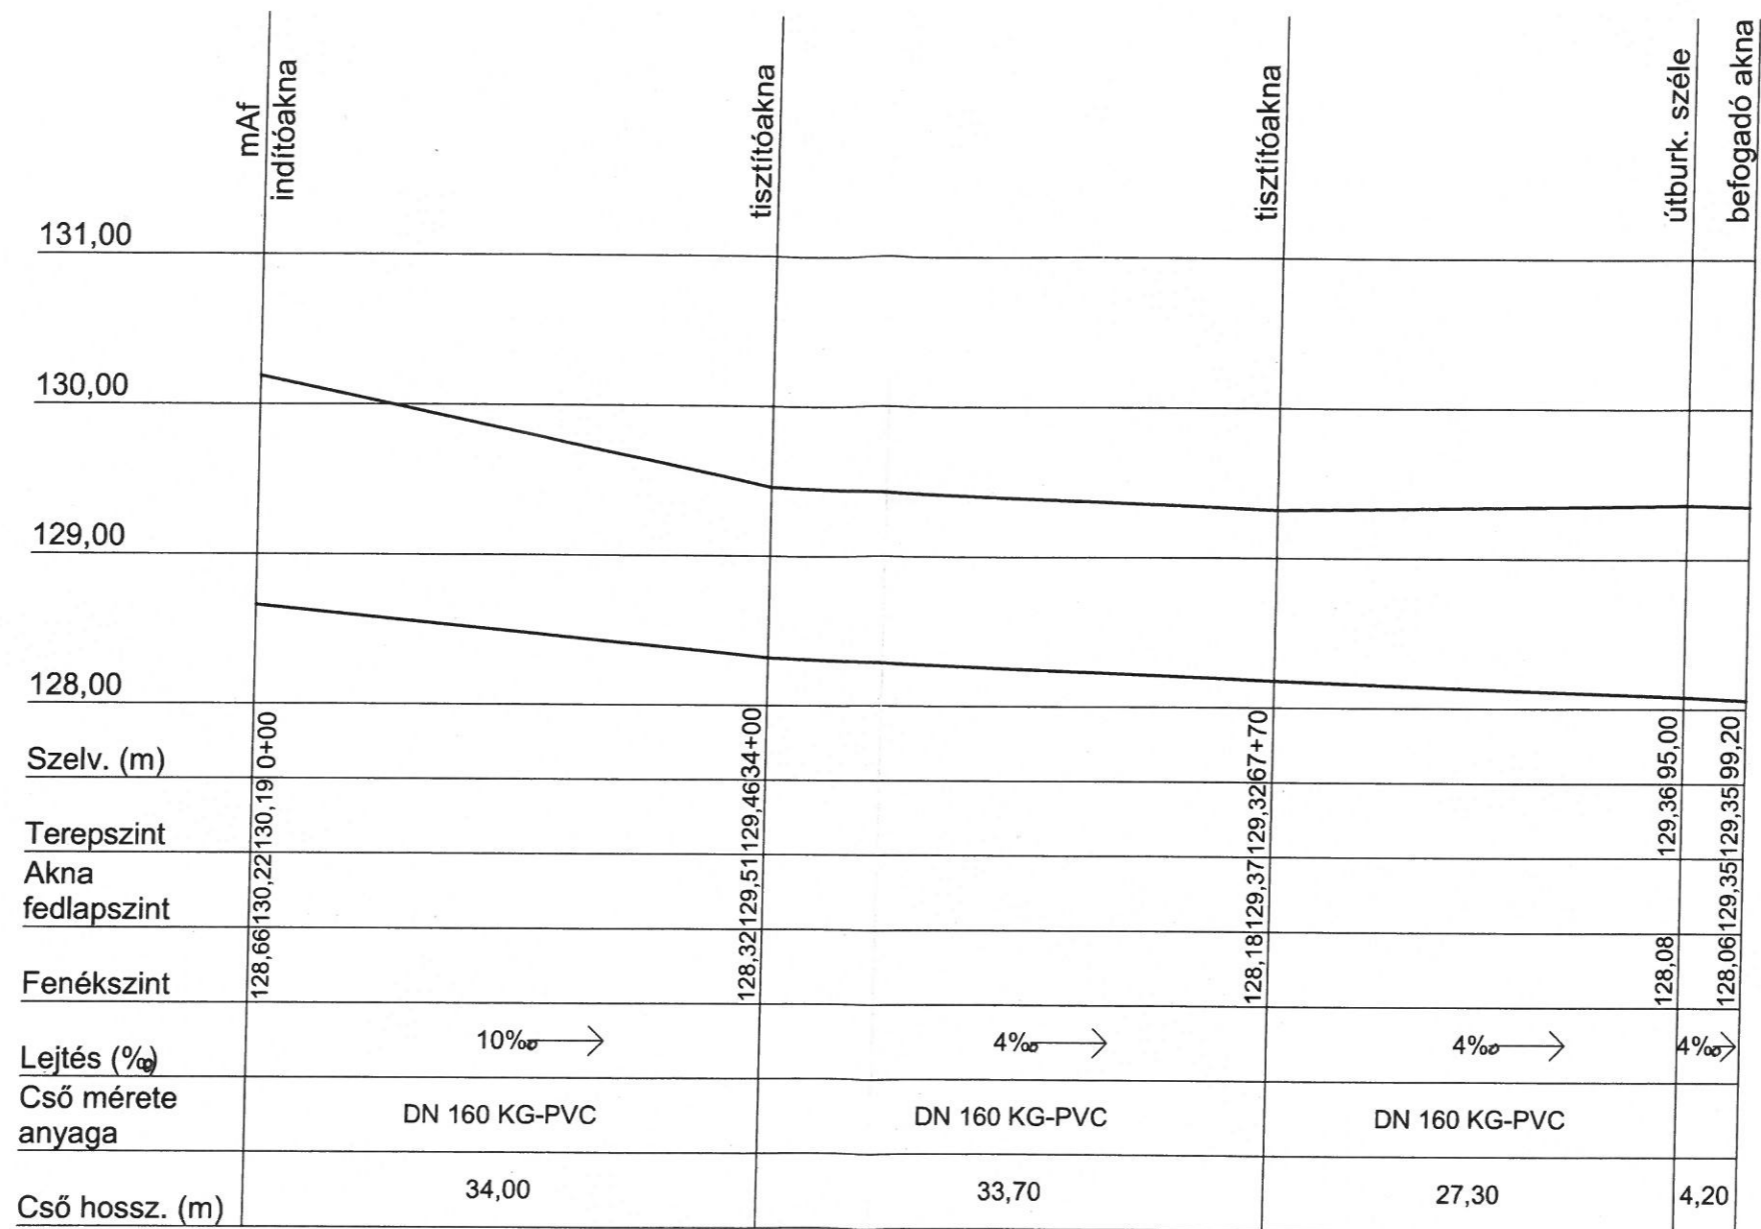 mAf
indítóakna
tisztítóakna
tisztítóakna
útburk. széle
befogadó akna
131,00
130,00
129,00
128,00
Szelv. (m)
0+00
34+00
67+70
95,00
99,20
Terepszint
130,19
129,46
129,32
129,36
129,35
Akna
fedlapszint
130,22
129,51
129,37
129,35
Fenékszint
128,66
128,32
128,18
128,08
128,06
Lejtés (‰)
10‰
4‰
4‰
4‰
Cső mérete
anyaga
DN 160 KG-PVC
DN 160 KG-PVC
DN 160 KG-PVC
Cső hossz. (m)
34,00
33,70
27,30
4,20